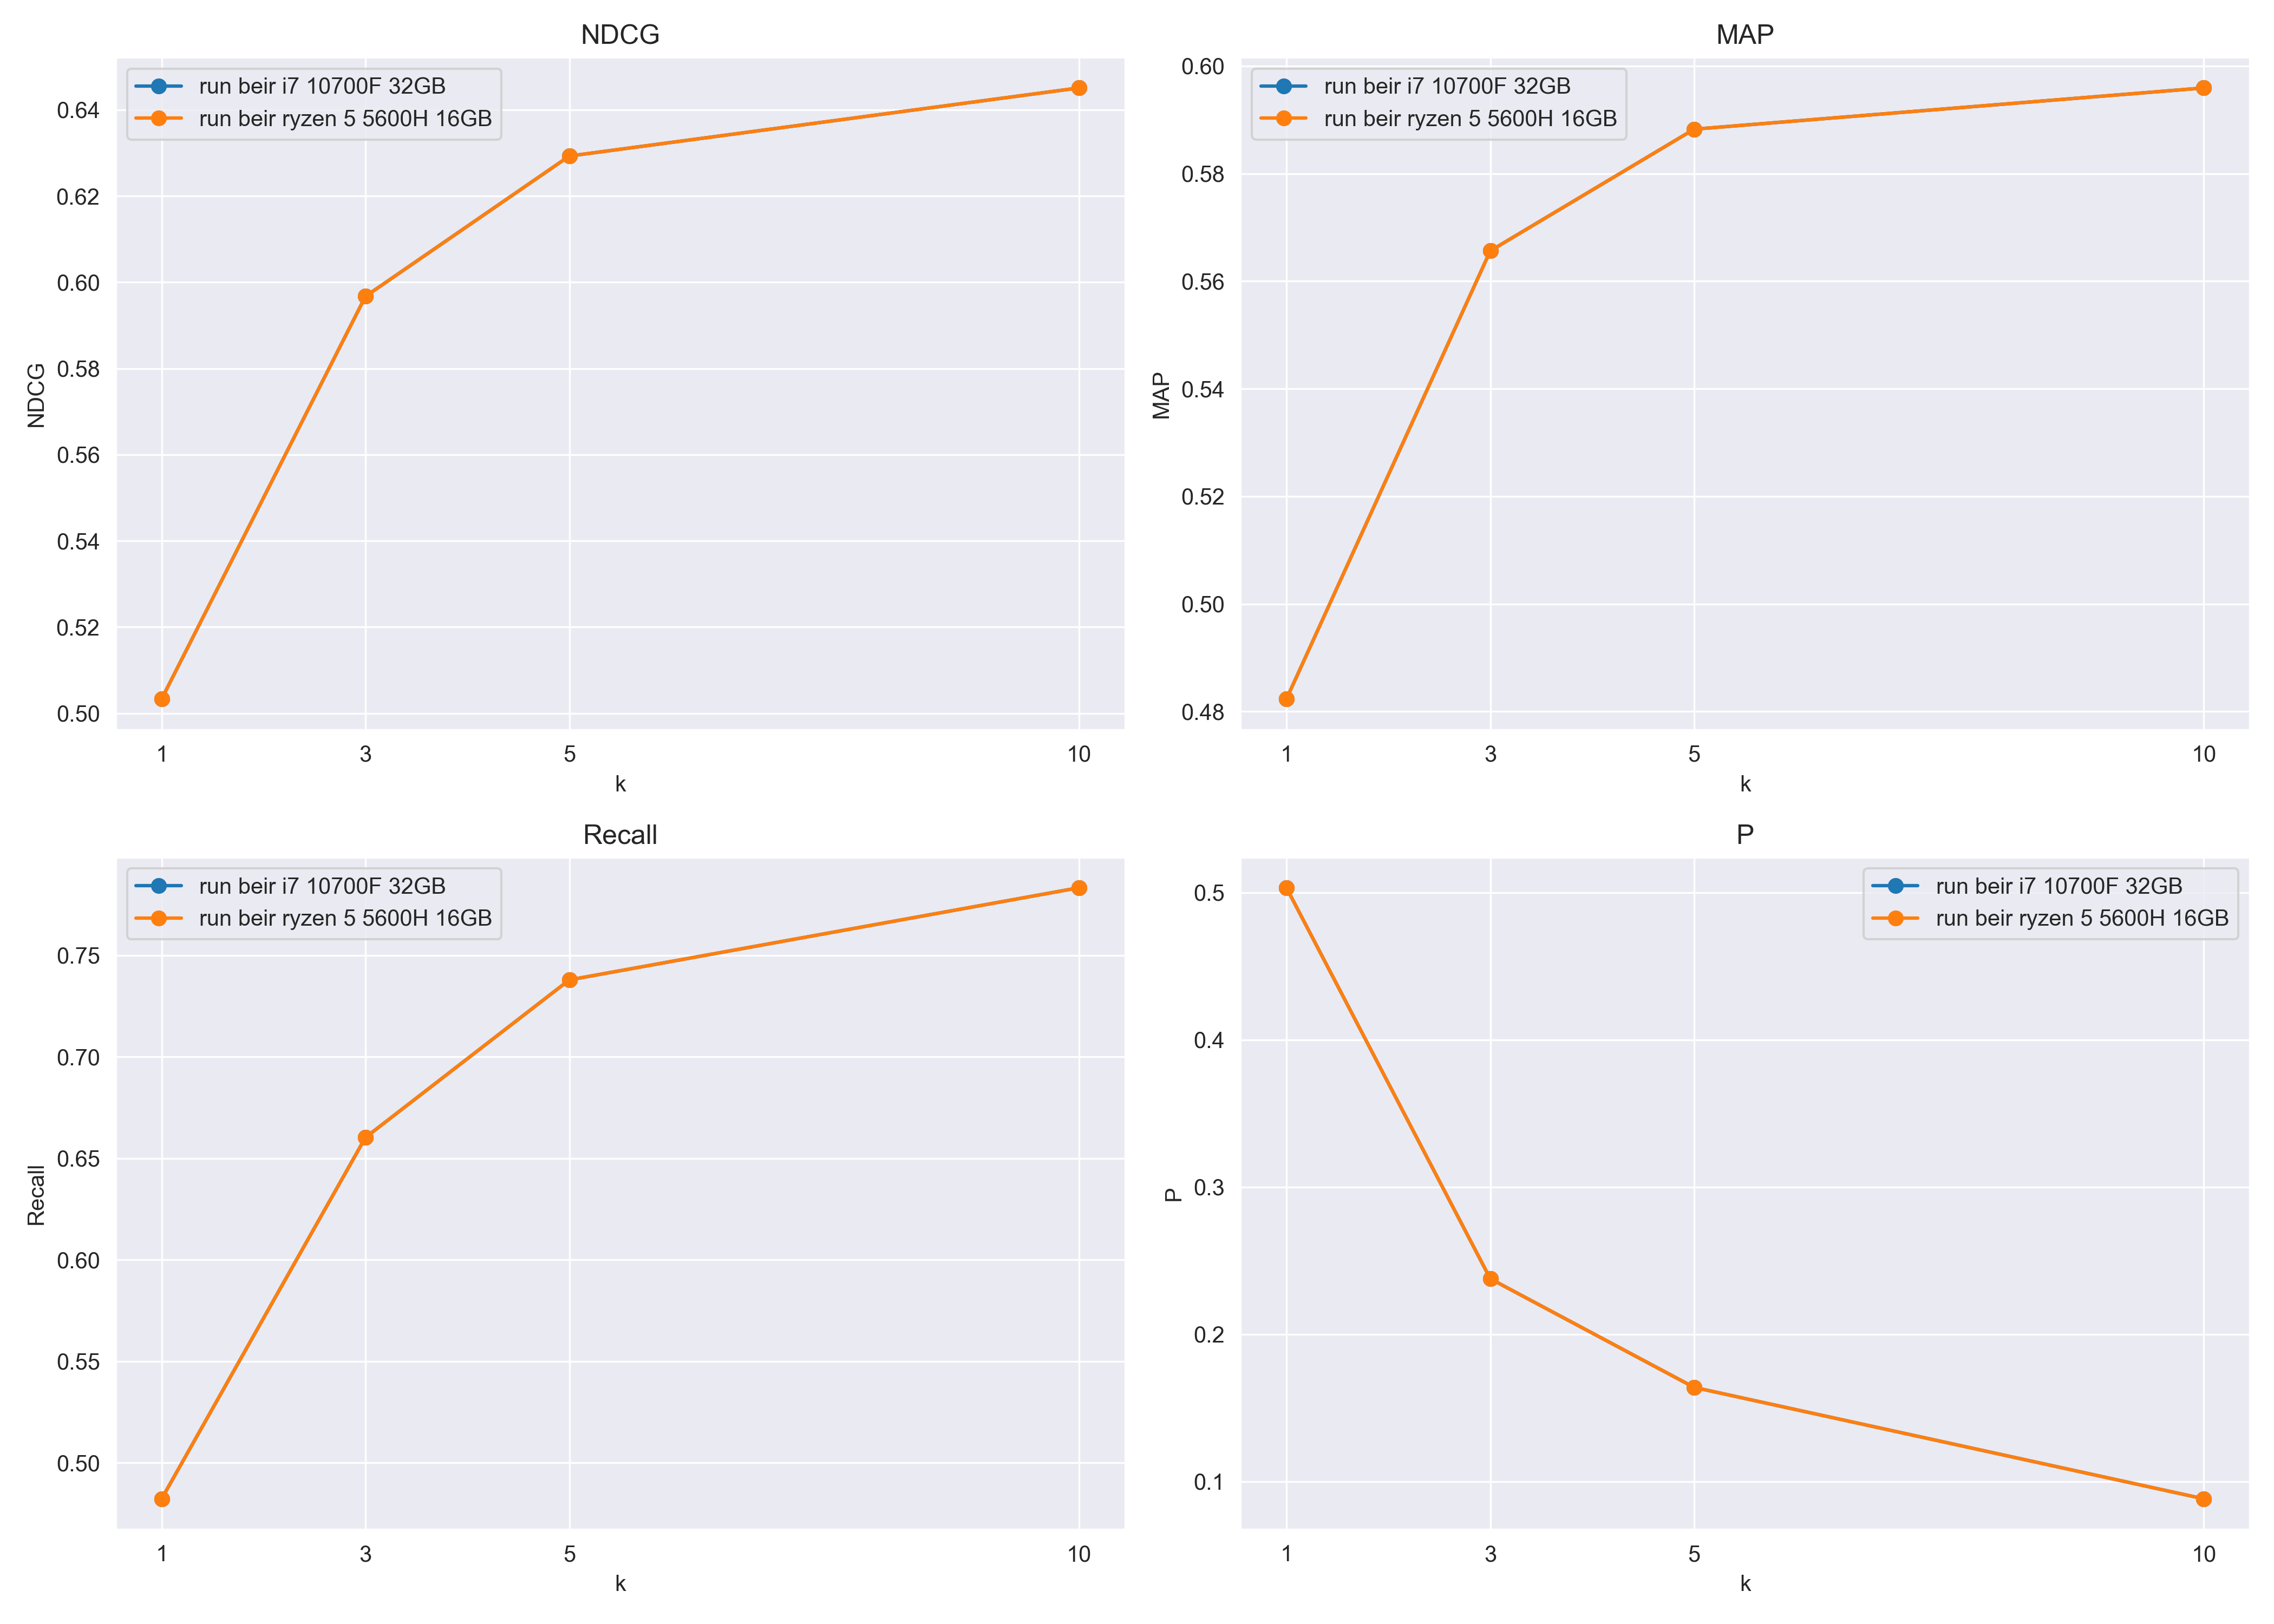 NDCG
run beir i7 10700F 32GB
run beir ryzen 5 5600H 16GB
0.64
0.62
0.60
0.58
0.56
0.54
0.52
0.50
NDCG
1 3 5 10
k
MAP
run beir i7 10700F 32GB
run beir ryzen 5 5600H 16GB
0.60
0.58
0.56
0.54
0.52
0.50
0.48
MAP
1 3 5 10
k
Recall
run beir i7 10700F 32GB
run beir ryzen 5 5600H 16GB
0.75
0.70
0.65
0.60
0.55
0.50
Recall
1 3 5 10
k
P
run beir i7 10700F 32GB
run beir ryzen 5 5600H 16GB
0.5
0.4
0.3
0.2
0.1
P
1 3 5 10
k